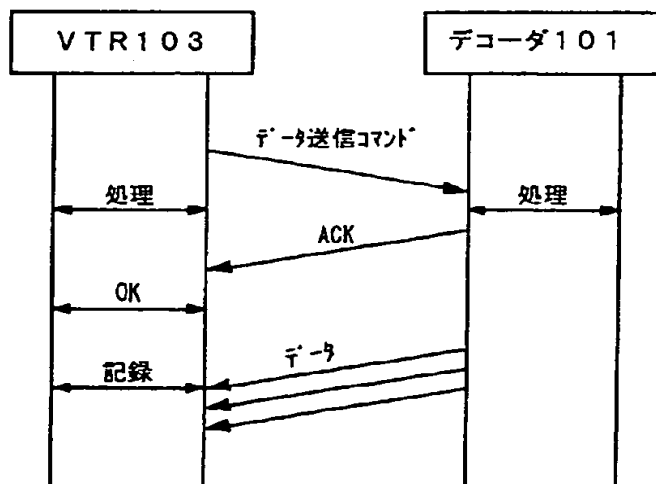 VTR103
デコーダ101
データ送信コマンド
処理
処理
ACK
OK
データ
記録